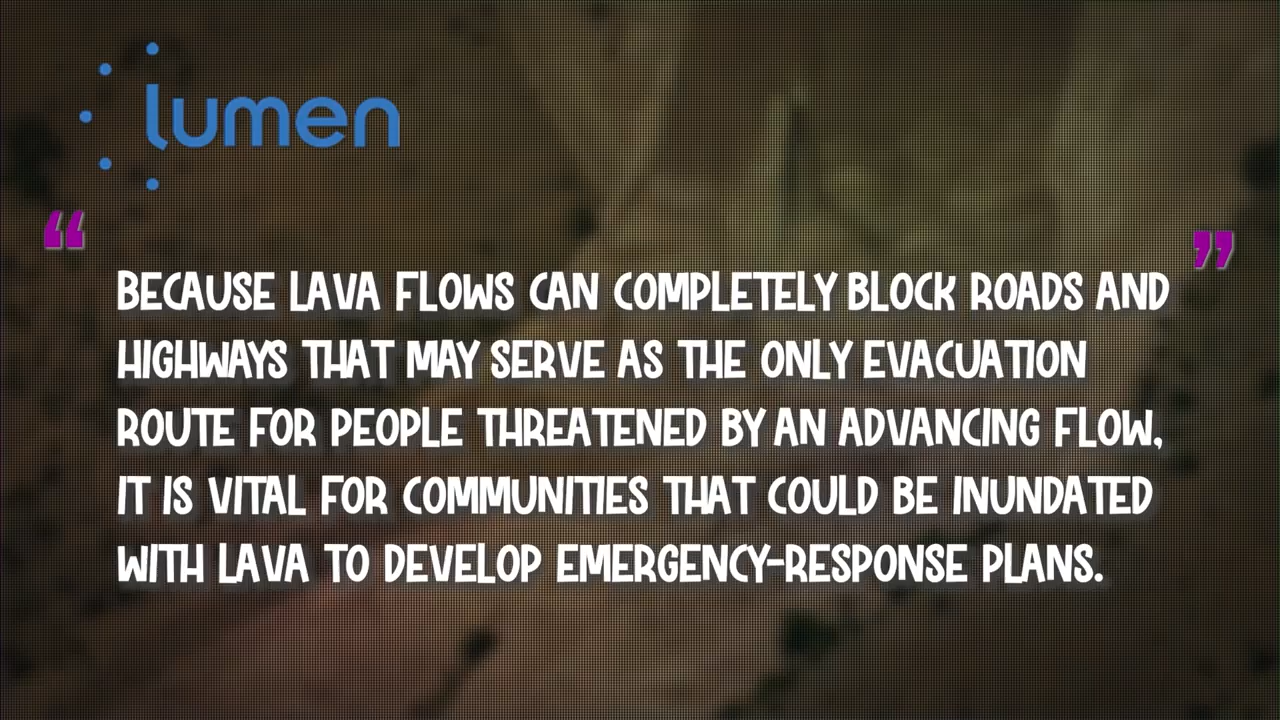 lumen
“
BECAUSE LAVA FLOWS CAN COMPLETELY BLOCK ROADS AND
HIGHWAYS THAT MAY SERVE AS THE ONLY EVACUATION
ROUTE FOR PEOPLE THREATENED BY AN ADVANCING FLOW,
IT IS VITAL FOR COMMUNITIES THAT COULD BE INUNDATED
WITH LAVA TO DEVELOP EMERGENCY-RESPONSE PLANS.
”